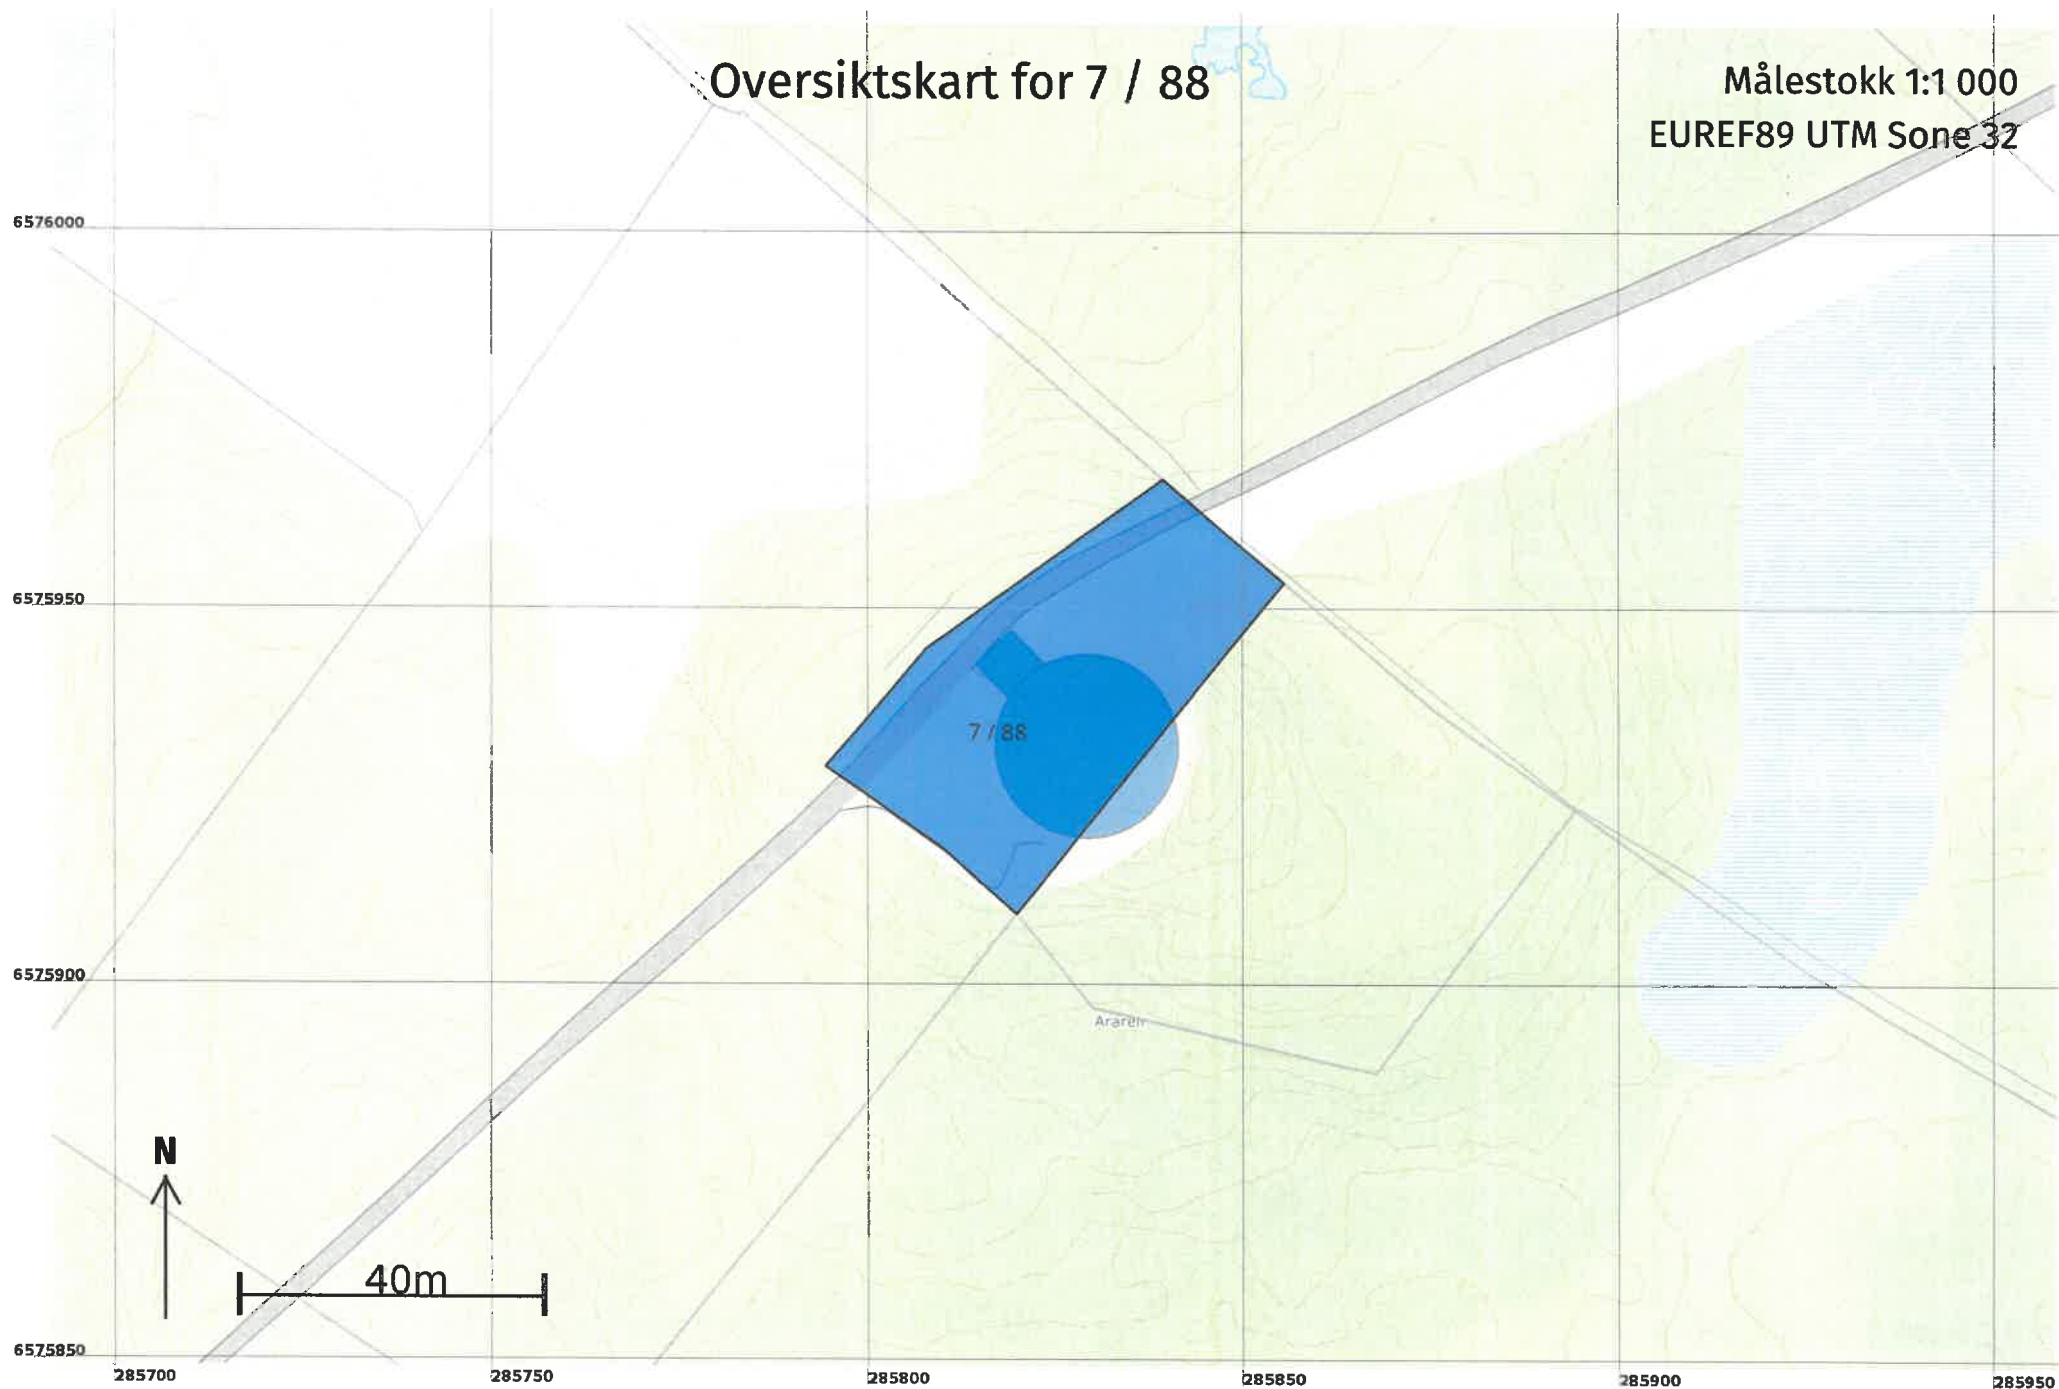 Oversiktskart for 7 / 88
Målestokk 1:1 000
EUREF89 UTM Sone 32
6576000
6575950
7 / 88
6575900
Ararein
N
40m
6575850
285700
285750
285800
285850
285900
285950